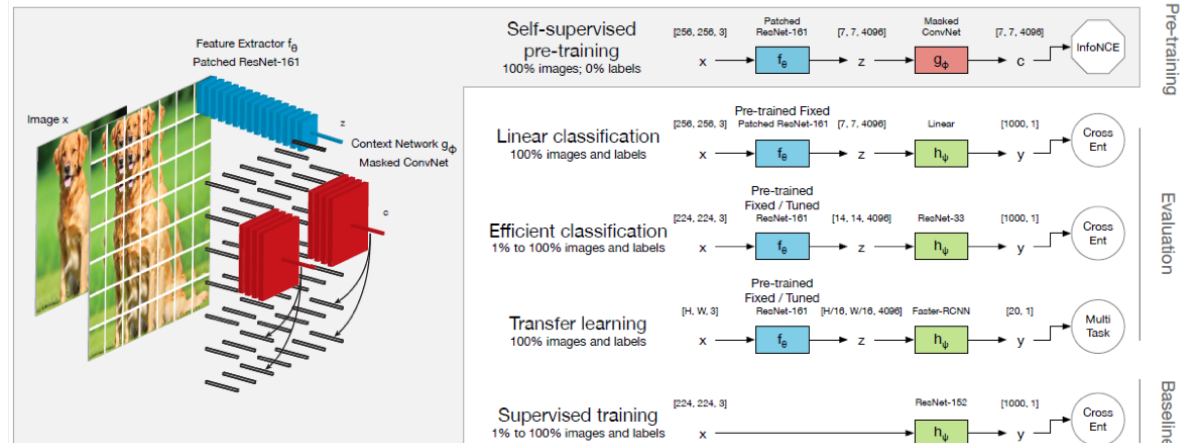 Feature Extractor fθ
Patched ResNet-161
Image x
z
Context Network gΦ
Masked ConvNet
c
Self-supervised
pre-training
100% images; 0% labels
[256, 256, 3]
Patched
ResNet-161
[7, 7, 4096]
Masked
ConvNet
[7, 7, 4096]
x
fθ
z
gΦ
c
InfoNCE
Pre-training
Linear classification
100% images and labels
Pre-trained Fixed
[256, 256, 3] Patched ResNet-161 [7, 7, 4096] Linear [1000, 1]
x
fθ
z
hψ
y
Cross
Ent
Efficient classification
1% to 100% images and labels
Pre-trained
Fixed / Tuned
[224, 224, 3] ResNet-161 [14, 14, 4096] ResNet-33 [1000, 1]
x
fθ
z
hψ
y
Cross
Ent
Evaluation
Transfer learning
100% images and labels
Pre-trained
Fixed / Tuned
[H, W, 3] ResNet-161 [H/16, W/16, 4096] Faster-RCNN [20, 1]
x
fθ
z
hψ
y
Multi
Task
Supervised training
1% to 100% images and labels
[224, 224, 3] ResNet-152 [1000, 1]
x
hψ
y
Cross
Ent
Baseline